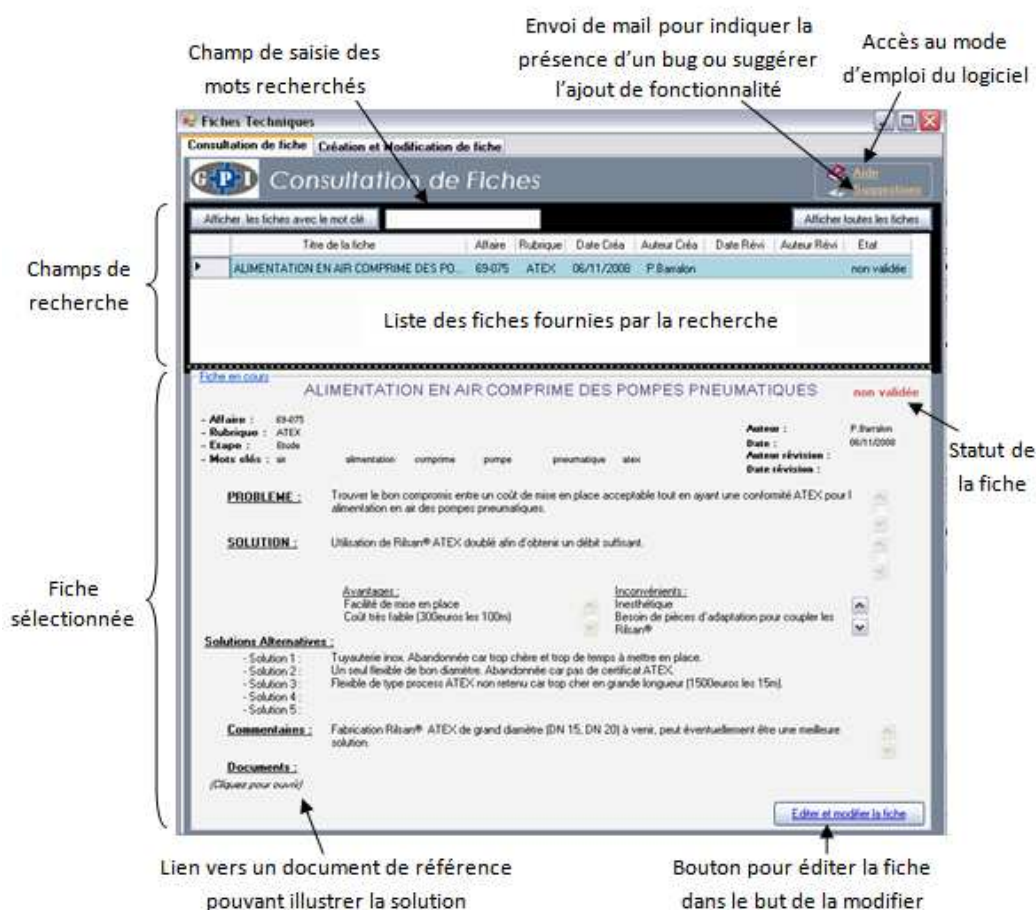 Envoi de mail pour indiquer la
présence d'un bug ou suggérer
l'ajout de fonctionnalité
Champ de saisie des
mots recherchés
Accès au mode
d'emploi du logiciel
Fiches Techniques
Consultation de fiche Création et Modification de fiche
GPI Consultation de Fiches
Aide
Suggestions
Afficher les fiches avec le mot clé
Afficher toutes les fiches
Titre de la fiche Affaire Rubrique Date Créa Auteur Créa Date Révi Auteur Révi Etat
ALIMENTATION EN AIR COMPRIME DES PO... 69-075 ATEX 06/11/2008 P.Barralon non validée
Champs de
recherche
Liste des fiches fournies par la recherche
Fiche en cours
ALIMENTATION EN AIR COMPRIME DES POMPES PNEUMATIQUES non validée
- Affaire : 69-075
- Rubrique : ATEX
- Etape : Etude
- Mots clés : air alimentation comprime pompe pneumatique atex
Auteur : P.Barralon
Date : 06/11/2008
Auteur révision :
Date révision :
Statut de
la fiche
PROBLEME : Trouver le bon compromis entre un coût de mise en place acceptable tout en ayant une conformité ATEX pour l
alimentation en air des pompes pneumatiques.
SOLUTION : Utilisation de Rilsan® ATEX doublé afin d'obtenir un débit suffisant.
Fiche
sélectionnée
Avantages :
Facilité de mise en place
Coût très faible (300euros les 100m)
Inconvénients :
Inesthétique
Besoin de pièces d'adaptation pour coupler les
Rilsan®
Solutions Alternatives :
- Solution 1 : Tuyauterie inox. Abandonnée car trop chère et trop de temps à mettre en place.
- Solution 2 : Un seul flexible de bon diamètre. Abandonnée car pas de certificat ATEX.
- Solution 3 : Flexible de type process ATEX non retenu car trop cher en grande longueur (1500euros les 15m).
- Solution 4 :
- Solution 5 :
Commentaires : Fabrication Rilsan® ATEX de grand diamètre (DN 15, DN 20) à venir, peut éventuellement être une meilleure
solution.
Documents :
(Cliquez pour ouvrir)
Editer et modifier la fiche
Lien vers un document de référence
pouvant illustrer la solution
Bouton pour éditer la fiche
dans le but de la modifier